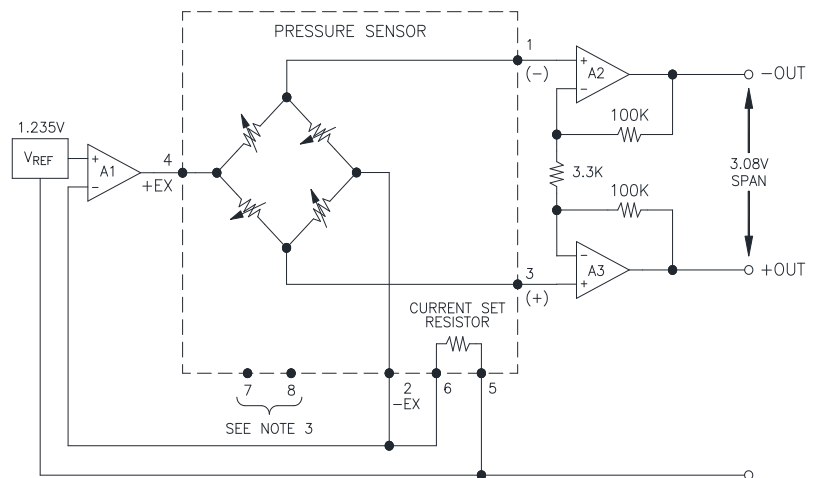 PRESSURE SENSOR
1
(-)
+
A2
-
-OUT
1.235V
VREF
+
A1
-
4
+EX
100K
3.3K
3.08V
SPAN
100K
-
A3
+
+OUT
3
(+)
CURRENT SET
RESISTOR
7
8
2
-EX
6
5
SEE NOTE 3